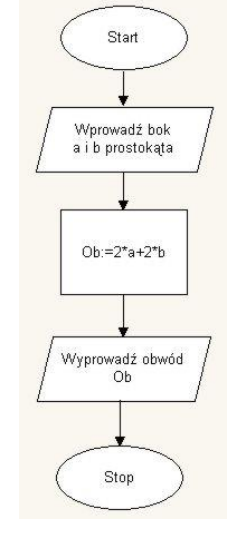 Start
Wprowadź bok
a i b prostokąta
Ob:=2*a+2*b
Wyprowadź obwód
Ob
Stop